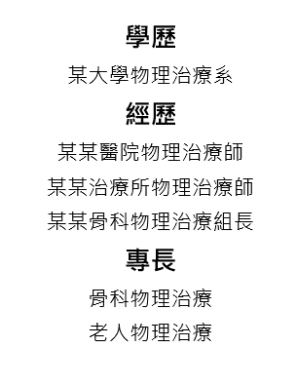 學歷
某大學物理治療系
經歷
某某醫院物理治療師
某某治療所物理治療師
某某骨科物理治療組長
專長
骨科物理治療
老人物理治療